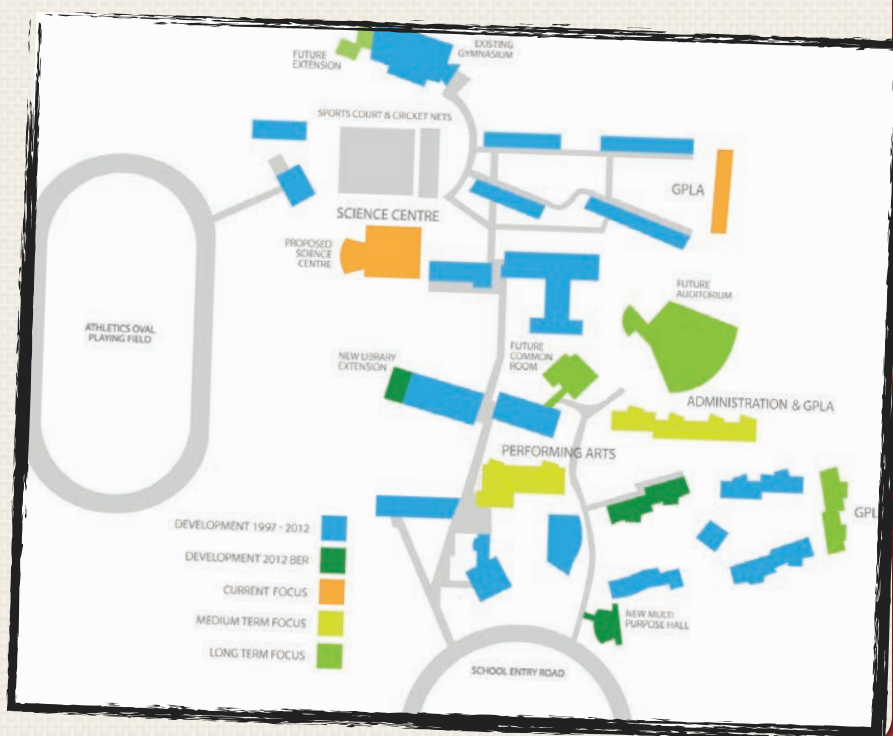 FUTURE
EXTENSION
EXISTING
GYMNASIUM
SPORTS COURT & CRICKET NETS
GPLA
SCIENCE CENTRE
PROPOSED
SCIENCE
CENTRE
FUTURE
AUDITORIUM
ATHLETICS OVAL
PLAYING FIELD
FUTURE
COMMON
ROOM
NEW LIBRARY
EXTENSION
ADMINISTRATION & GPLA
PERFORMING ARTS
GPL
DEVELOPMENT 1997 - 2012
DEVELOPMENT 2012 BER
CURRENT FOCUS
MEDIUM TERM FOCUS
LONG TERM FOCUS
NEW MULTI
PURPOSE HALL
SCHOOL ENTRY ROAD